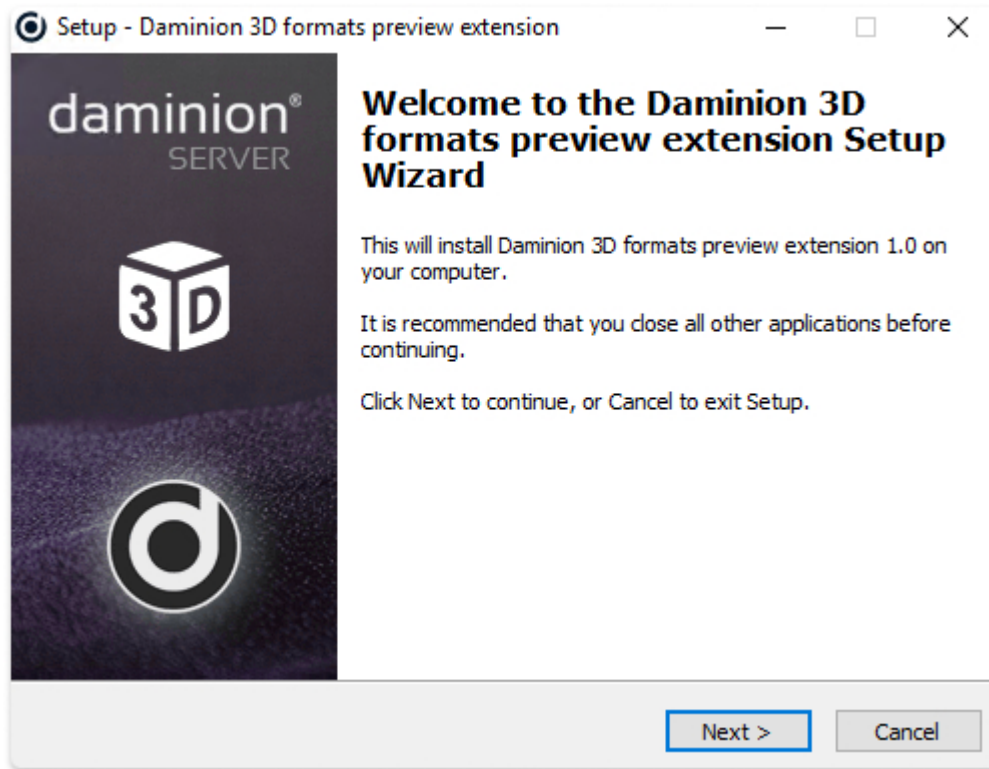 Setup - Daminion 3D formats preview extension
daminion®
SERVER
3D
Welcome to the Daminion 3D
formats preview extension Setup
Wizard
This will install Daminion 3D formats preview extension 1.0 on
your computer.
It is recommended that you close all other applications before
continuing.
Click Next to continue, or Cancel to exit Setup.
Next >
Cancel